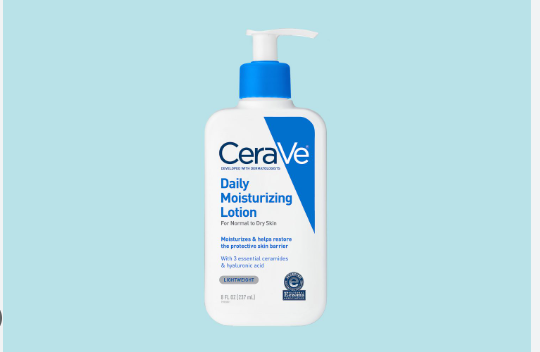 CeraVe
DEVELOPED WITH DERMATOLOGISTS
Daily
Moisturizing
Lotion
For Normal to Dry Skin
Moisturizes & helps restore
the protective skin barrier
With 3 essential ceramides
& hyaluronic acid
LIGHTWEIGHT
8 FL OZ (237 mL)